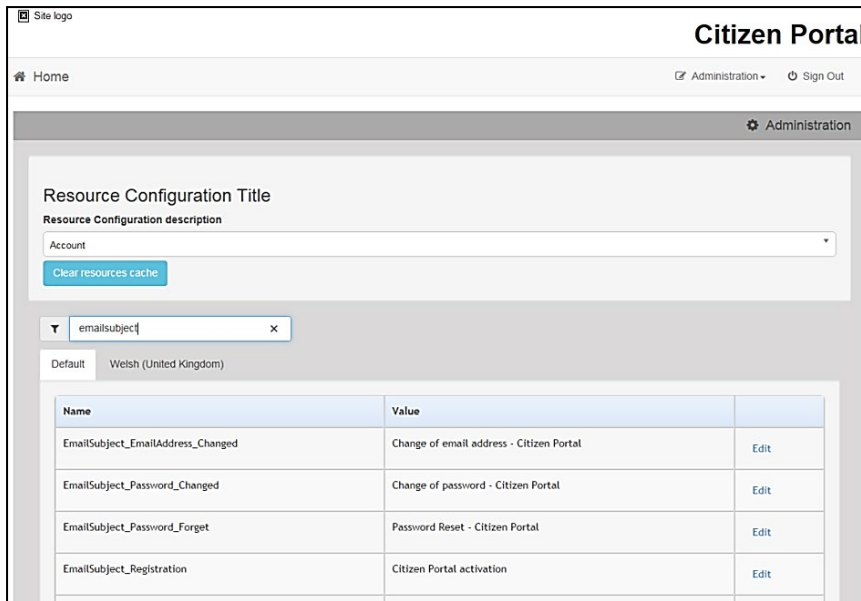 Site logo
Citizen Portal
Home
Administration
Sign Out
Administration
Resource Configuration Title
Resource Configuration description
Account
Clear resources cache
emailsubject
Default Welsh (United Kingdom)
Name Value
EmailSubject_EmailAddress_Changed Change of email address - Citizen Portal Edit
EmailSubject_Password_Changed Change of password - Citizen Portal Edit
EmailSubject_Password_Forget Password Reset - Citizen Portal Edit
EmailSubject_Registration Citizen Portal activation Edit